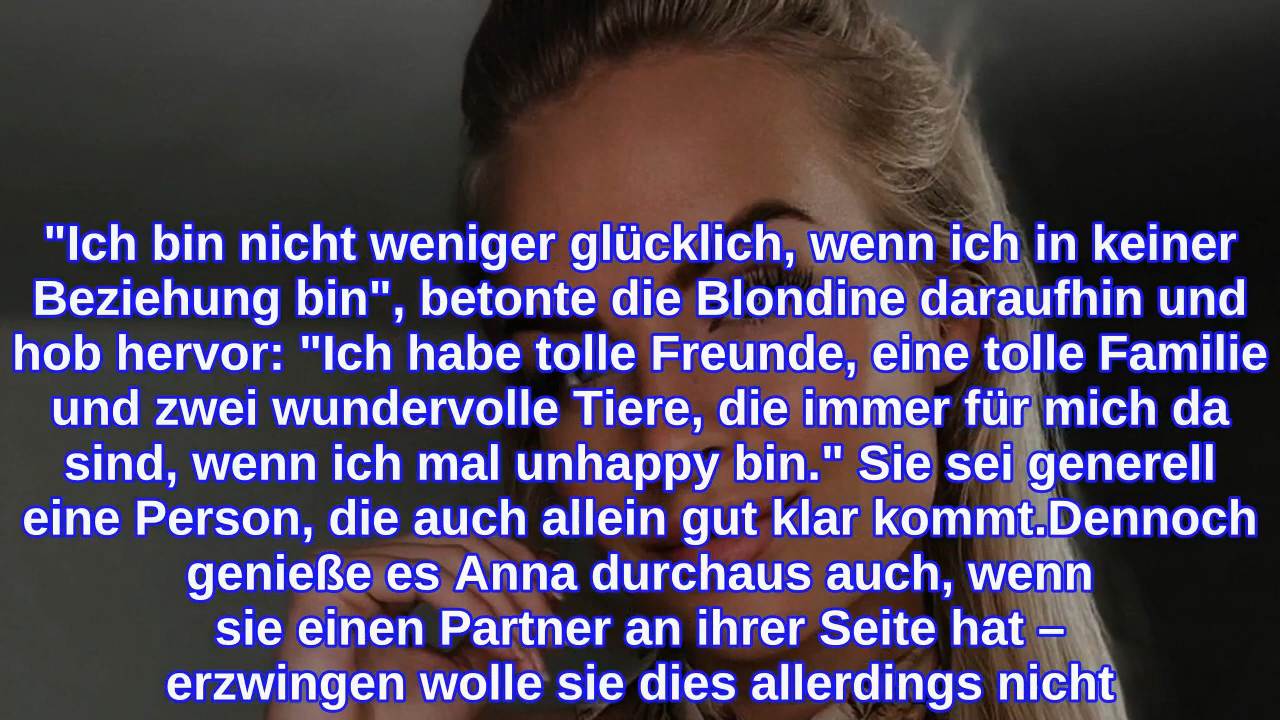 "Ich bin nicht weniger glücklich, wenn ich in keiner
Beziehung bin", betonte die Blondine daraufhin und
hob hervor: "Ich habe tolle Freunde, eine tolle Familie
und zwei wundervolle Tiere, die immer für mich da
sind, wenn ich mal unhappy bin." Sie sei generell
eine Person, die auch allein gut klar kommt.Dennoch
genieße es Anna durchaus auch, wenn
sie einen Partner an ihrer Seite hat –
erzwingen wolle sie dies allerdings nicht